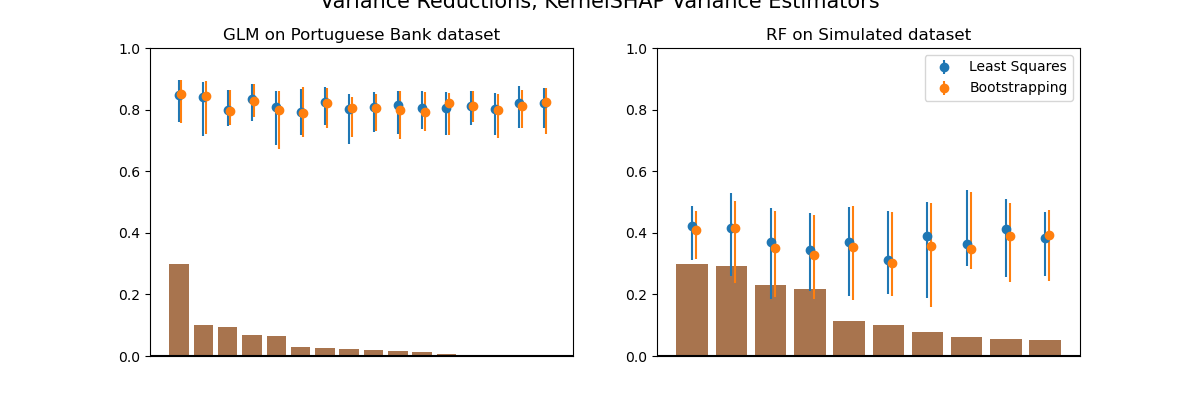 Variance Reductions, KernelSHAP Variance Estimators
GLM on Portuguese Bank dataset
1.0
0.8
0.6
0.4
0.2
0.0
RF on Simulated dataset
1.0
0.8
0.6
0.4
0.2
0.0
Least Squares
Bootstrapping